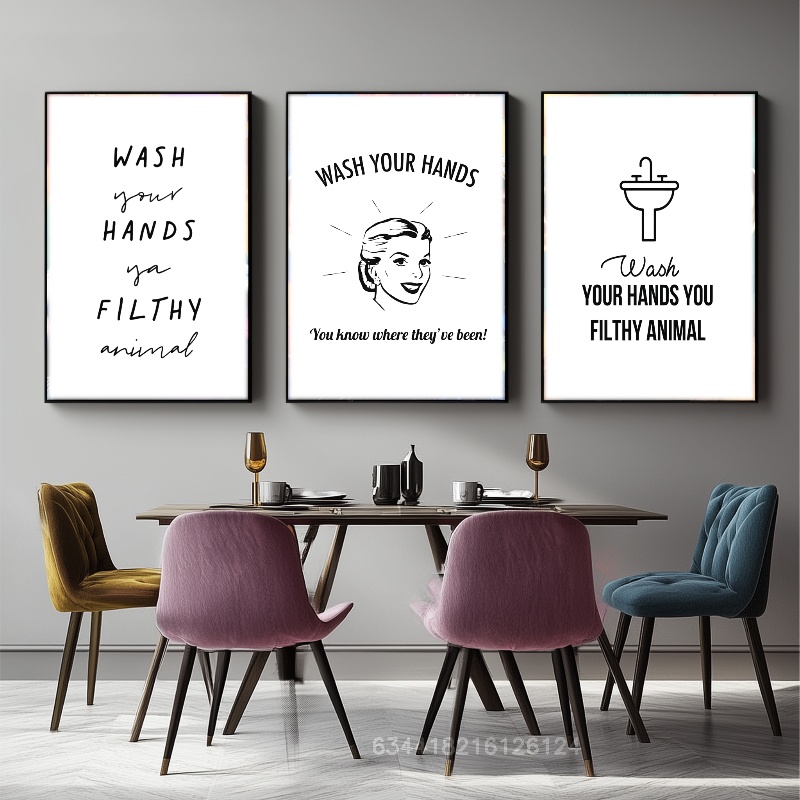 WASH
your
HANDS
ya
FILTHY
animal
WASH YOUR HANDS
You know where they've been!
Wash
YOUR HANDS YOU
FILTHY ANIMAL